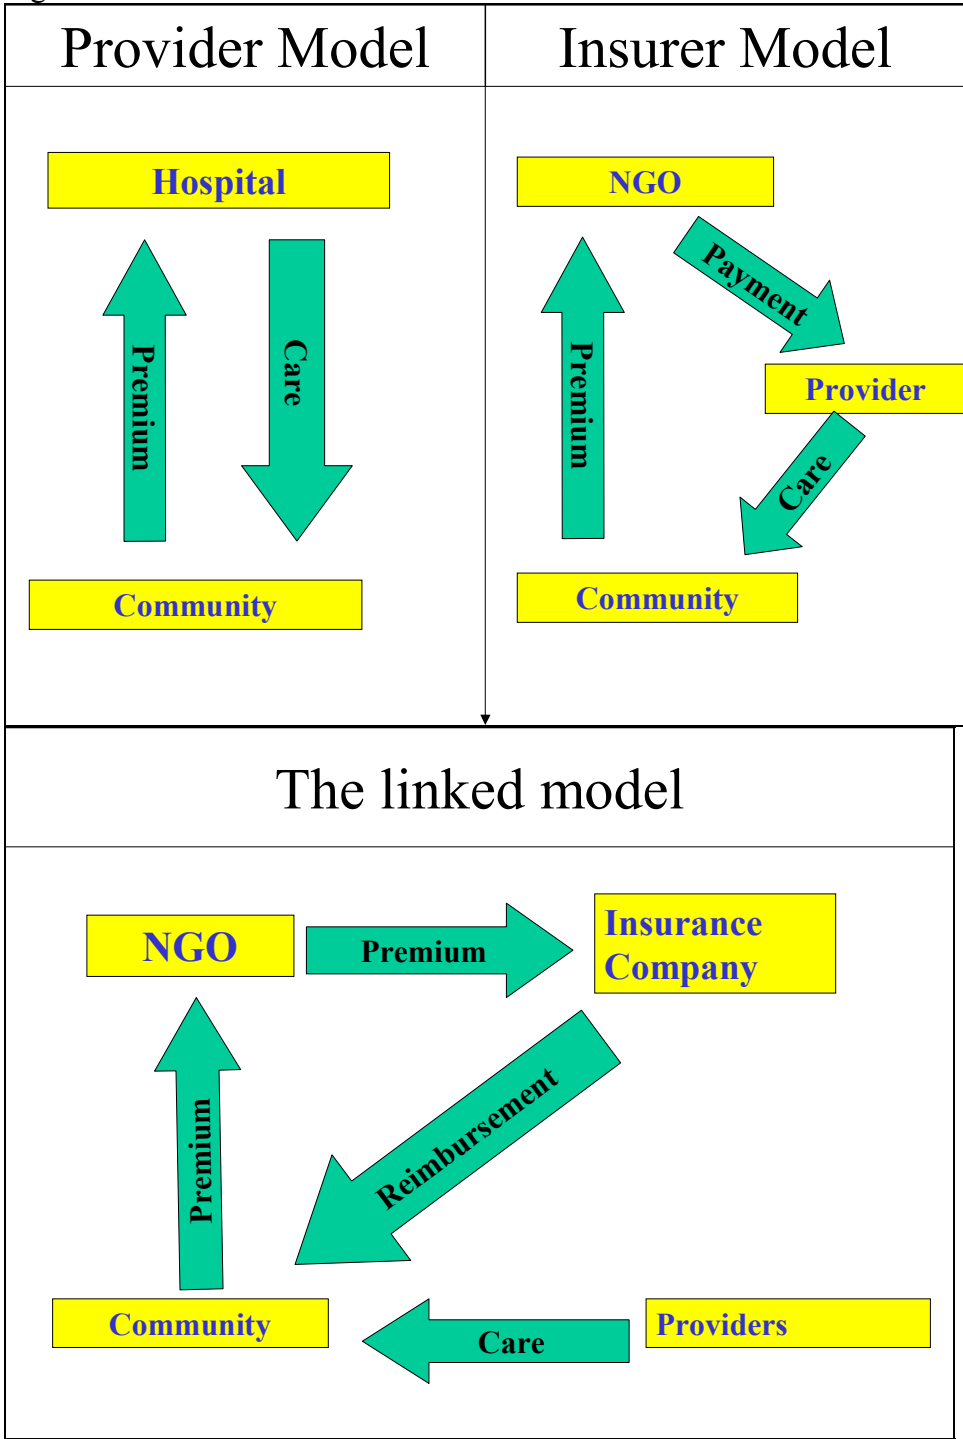 Provider Model
Insurer Model
Hospital
Premium
Care
Community
NGO
Payment
Premium
Provider
Care
Community
The linked model
NGO
Premium
Insurance
Company
Premium
Reimbursement
Community
Care
Providers